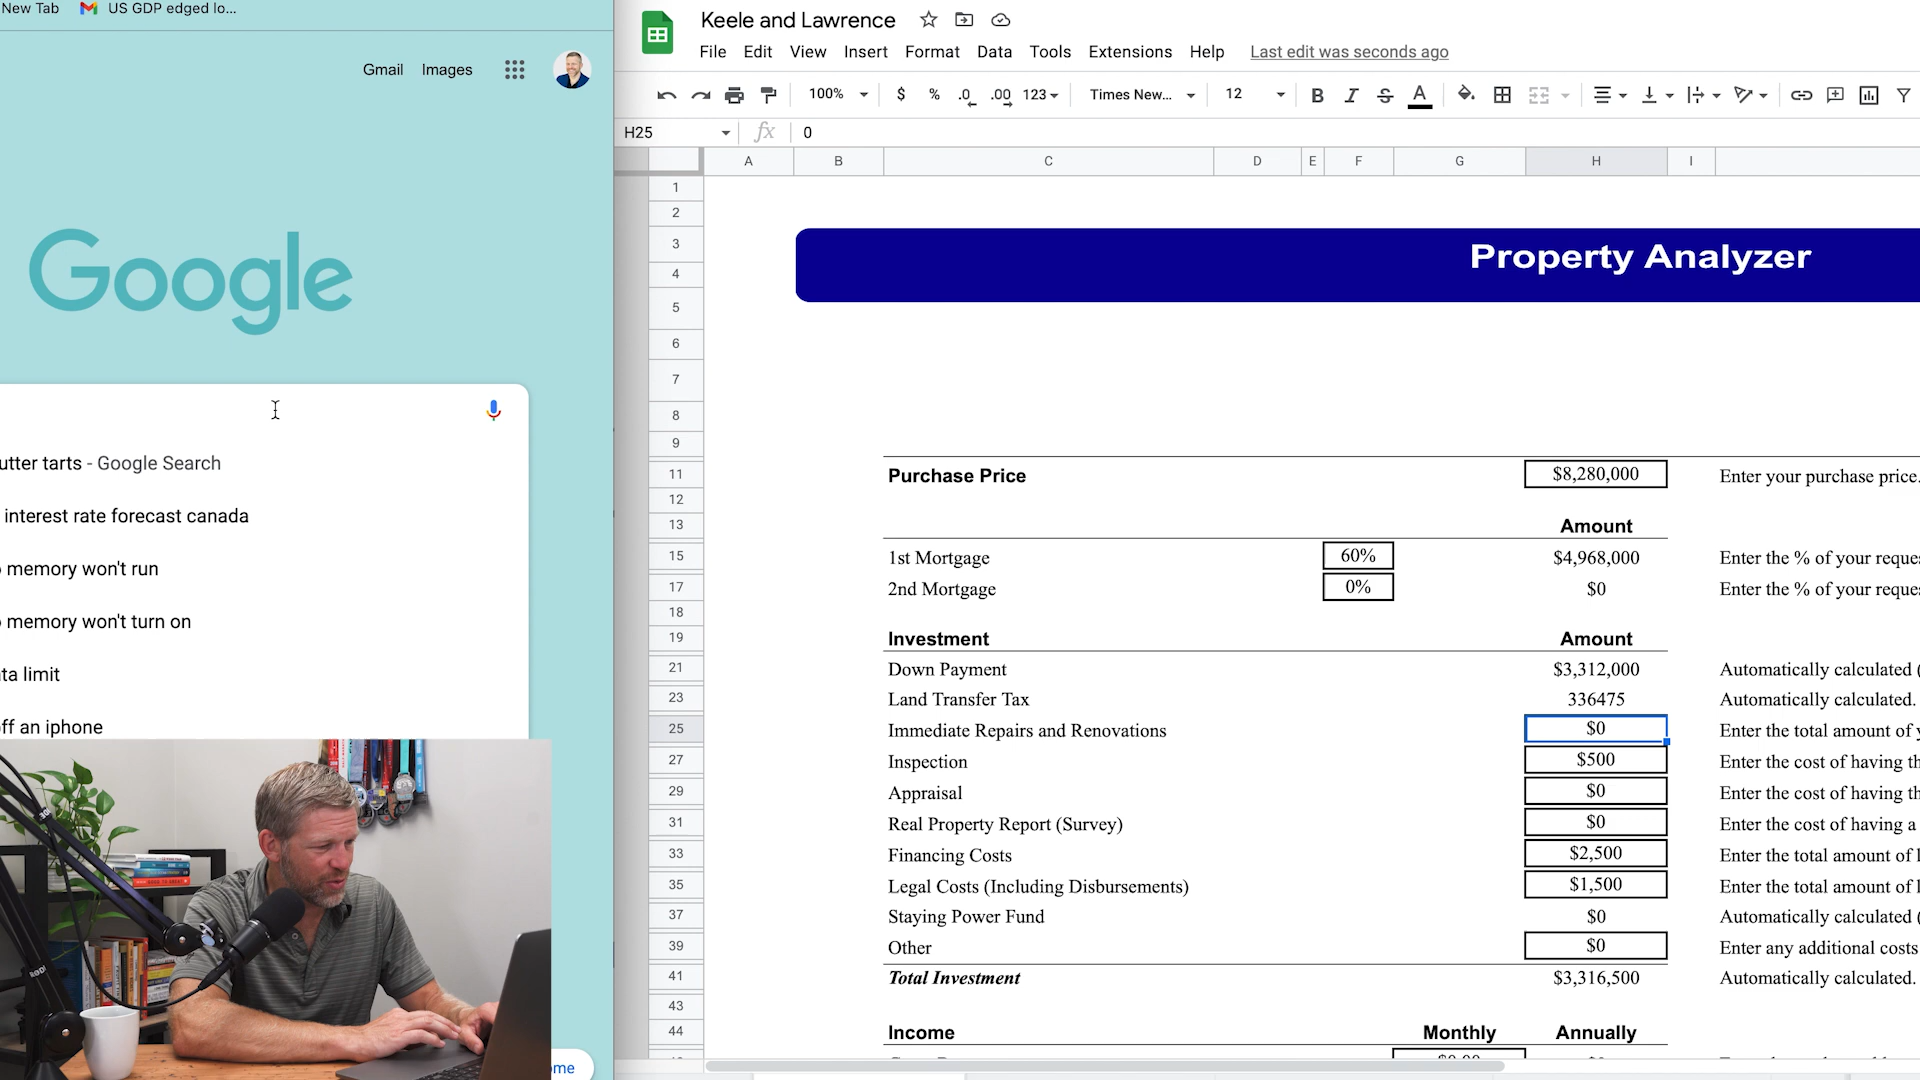 New Tab
US GDP edged lo...
Gmail Images
Google
utter tarts - Google Search
interest rate forecast canada
memory won't run
memory won't turn on
ta limit
ff an iphone
me
RODE
Keele and Lawrence
File Edit View Insert Format Data Tools Extensions Help Last edit was seconds ago
100% $ % .0 .00 123 Times New... 12 B I S A
H25 fx 0
A B C D E F G H I
1
2
3
4
Property Analyzer
5
6
7
8
9
11 Purchase Price $8,280,000 Enter your purchase price.
12
13 Amount
15 1st Mortgage 60% $4,968,000 Enter the % of your reque
17 2nd Mortgage 0% $0 Enter the % of your reque
18
19 Investment Amount
21 Down Payment $3,312,000 Automatically calculated (
23 Land Transfer Tax 336475 Automatically calculated.
25 Immediate Repairs and Renovations $0 Enter the total amount of y
27 Inspection $500 Enter the cost of having th
29 Appraisal $0 Enter the cost of having th
31 Real Property Report (Survey) $0 Enter the cost of having a
33 Financing Costs $2,500 Enter the total amount of l
35 Legal Costs (Including Disbursements) $1,500 Enter the total amount of l
37 Staying Power Fund $0 Automatically calculated (
39 Other $0 Enter any additional costs
41 Total Investment $3,316,500 Automatically calculated.
43
44 Income Monthly Annually